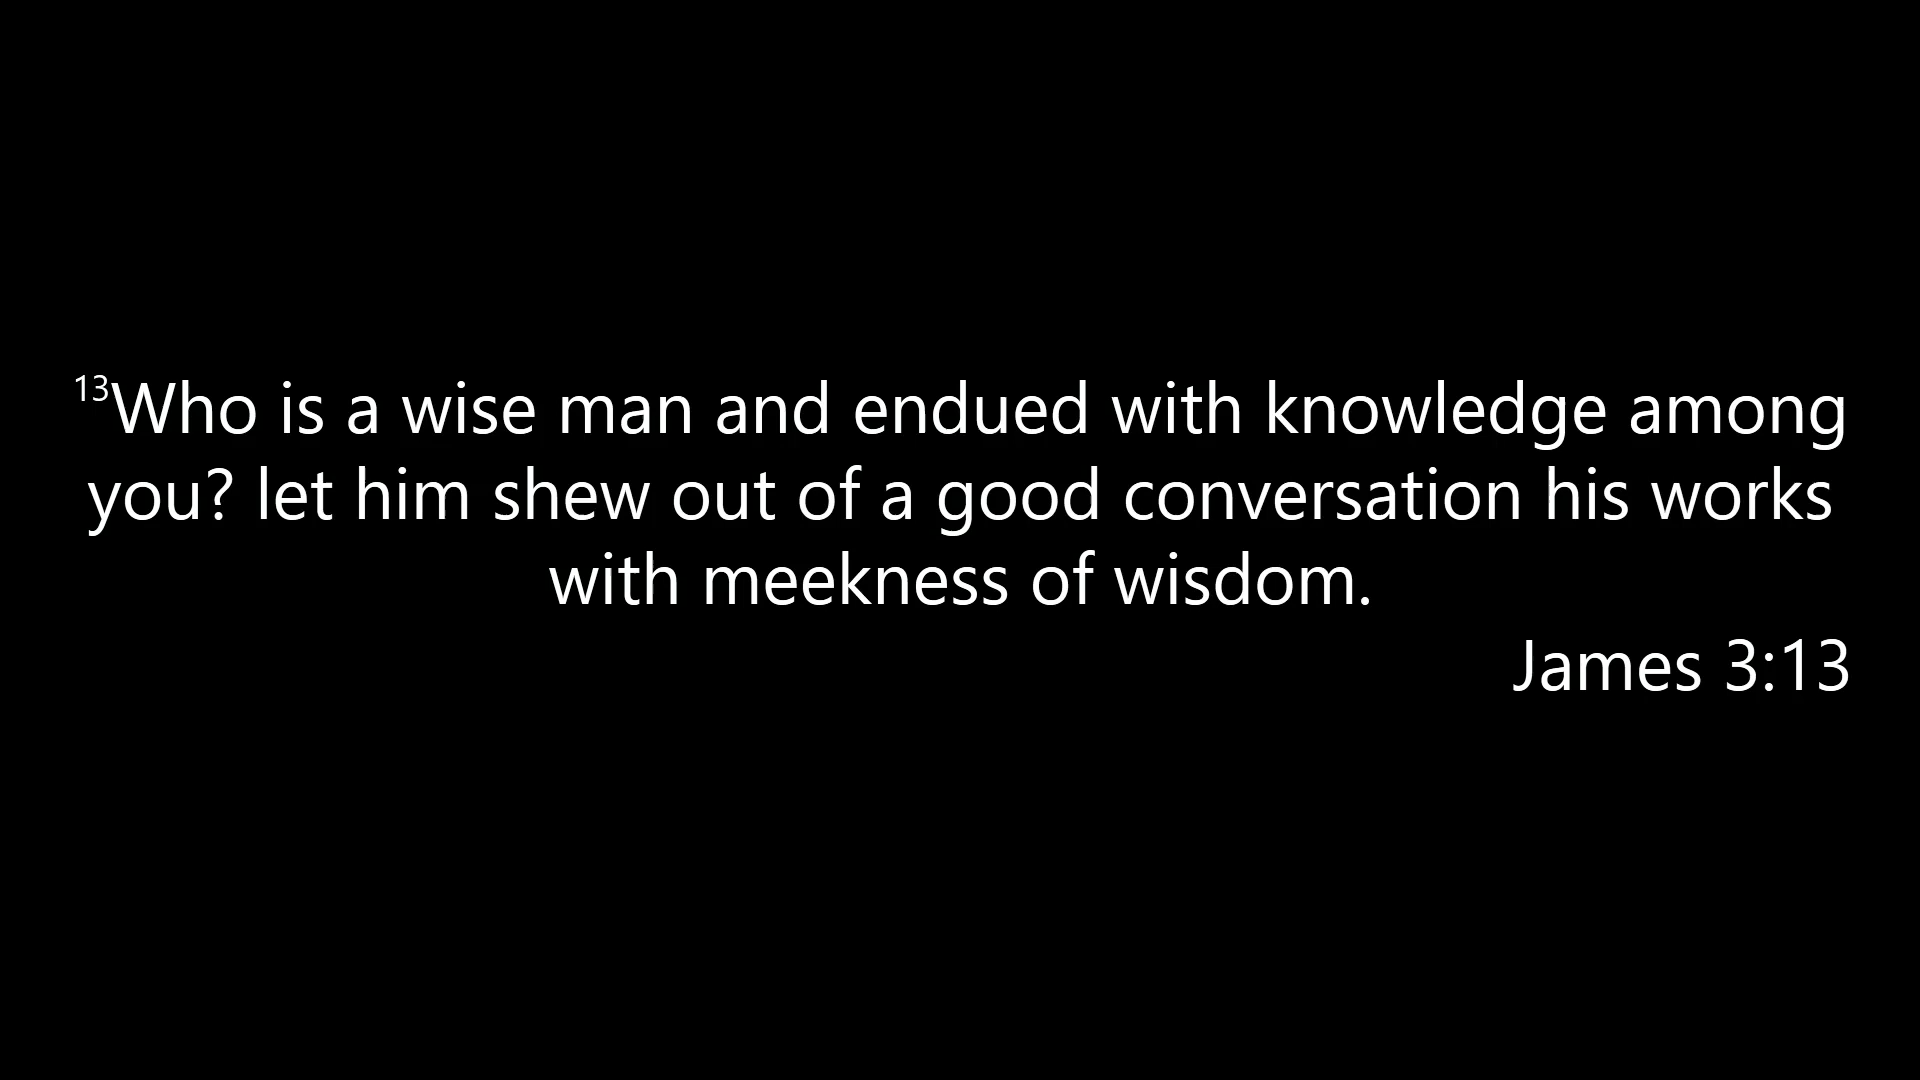 ¹³Who is a wise man and endued with knowledge among
you? let him shew out of a good conversation his works
with meekness of wisdom.
James 3:13